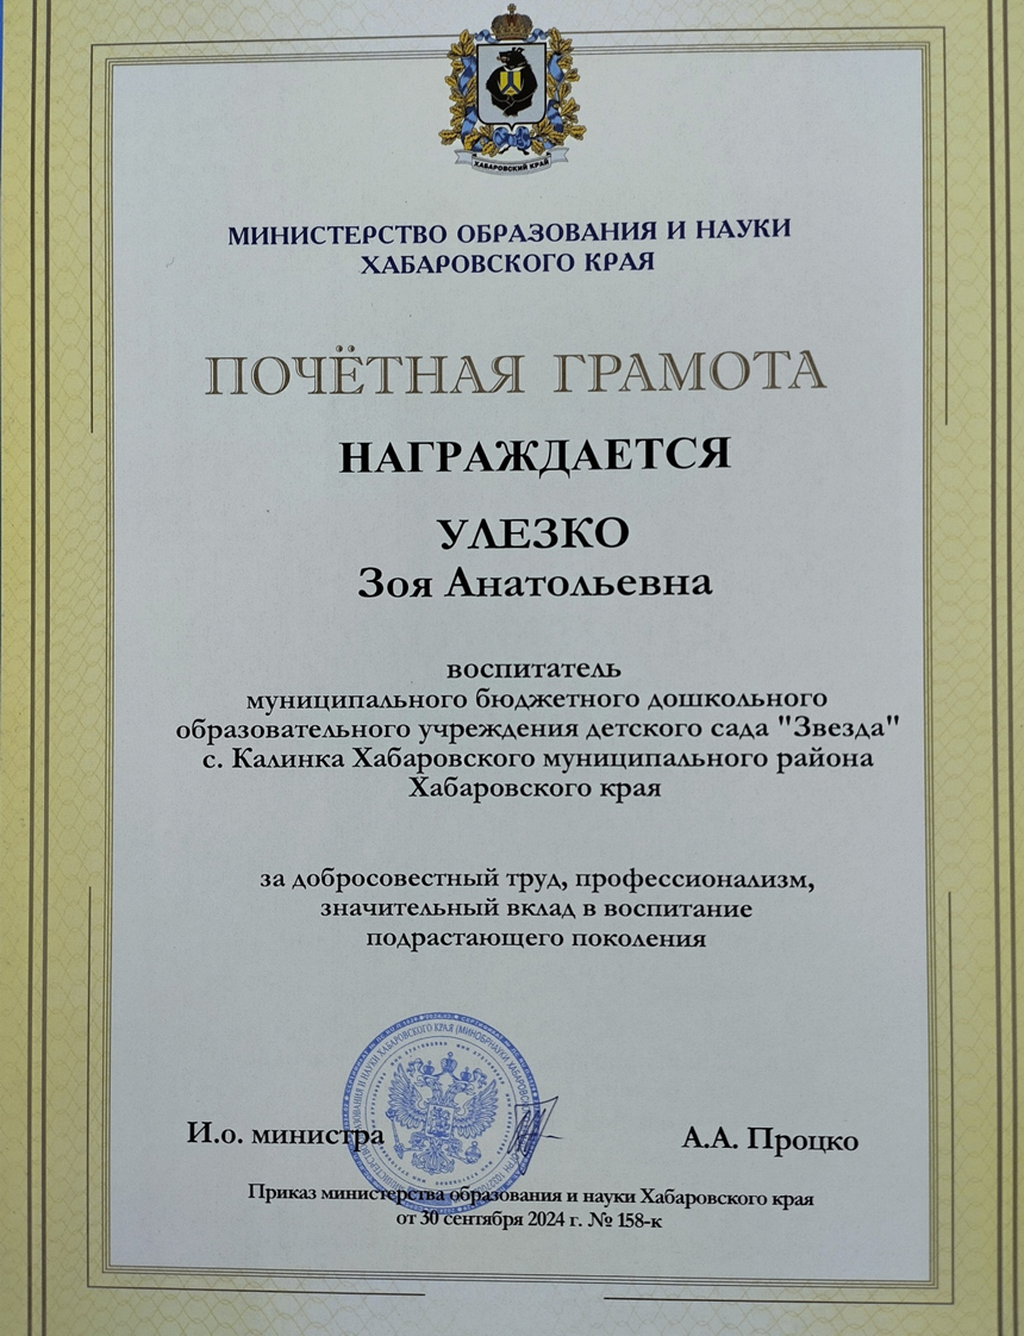 ХАБАРОВСКИЙ КРАЙ
МИНИСТЕРСТВО ОБРАЗОВАНИЯ И НАУКИ
ХАБАРОВСКОГО КРАЯ
ПОЧЁТНАЯ ГРАМОТА
НАГРАЖДАЕТСЯ
УЛЕЗКО
Зоя Анатольевна
воспитатель
муниципального бюджетного дошкольного
образовательного учреждения детского сада "Звезда"
с. Калинка Хабаровского муниципального района
Хабаровского края
за добросовестный труд, профессионализм,
значительный вклад в воспитание
подрастающего поколения
И.о. министра
А.А. Процко
Приказ министерства образования и науки Хабаровского края
от 30 сентября 2024 г. № 158-к